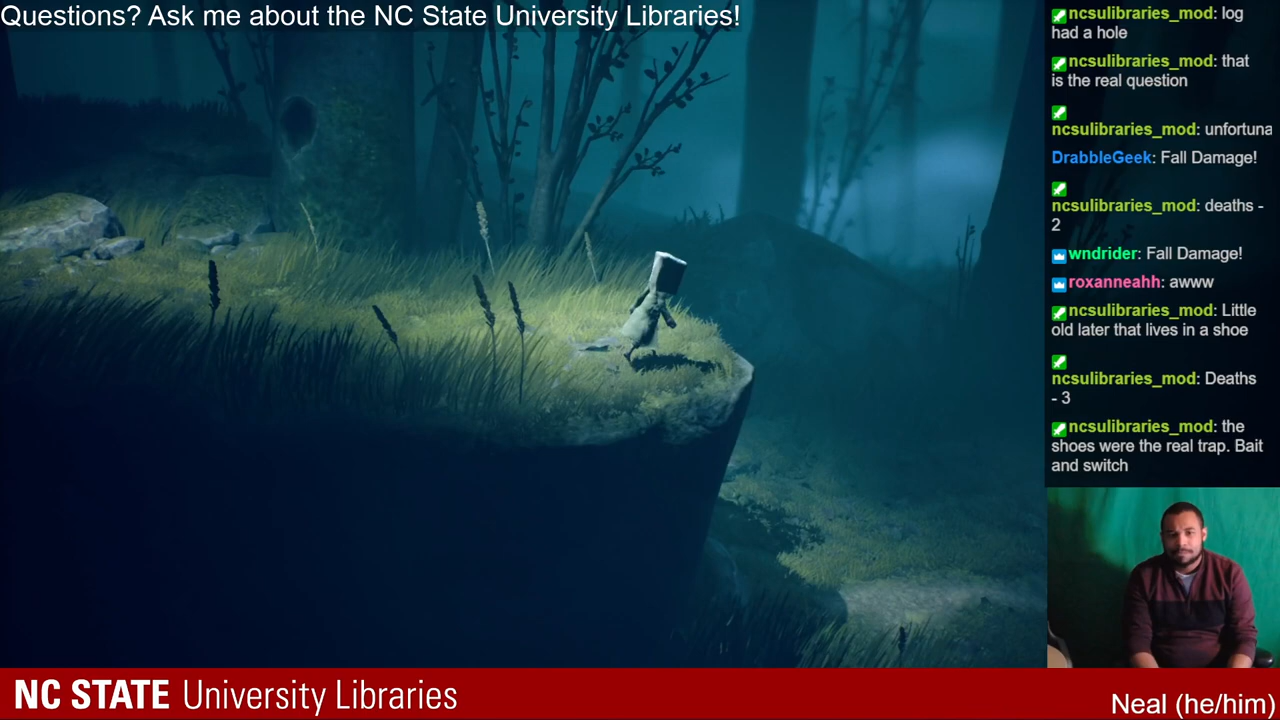 Questions? Ask me about the NC State University Libraries!
ncsulibraries_mod: log
had a hole
ncsulibraries_mod: that
is the real question
ncsulibraries_mod: unfortuna
DrabbleGeek: Fall Damage!
ncsulibraries_mod: deaths -
2
wndrider: Fall Damage!
roxanneahh: awww
ncsulibraries_mod: Little
old later that lives in a shoe
ncsulibraries_mod: Deaths
- 3
ncsulibraries_mod: the
shoes were the real trap. Bait
and switch
NC STATE University Libraries
Neal (he/him)